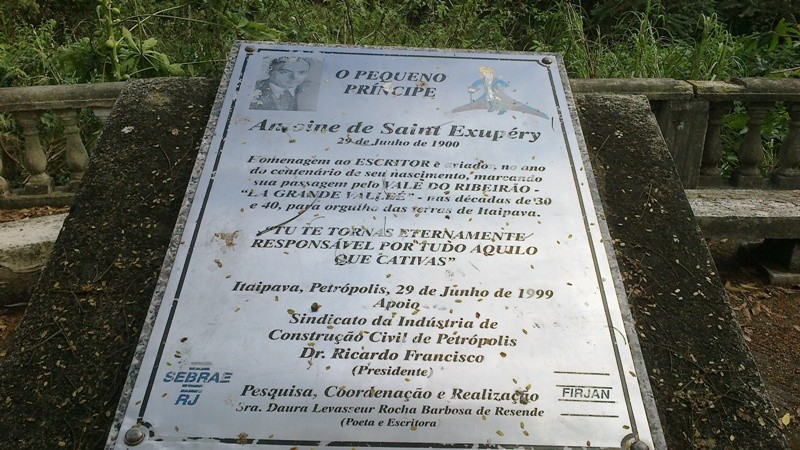 O PEQUENO
PRÍNCIPE
Antoine de Saint Exupéry
29 de Junho de 1900
Homenagem ao ESCRITOR e aviador, no ano
do centenário de seu nascimento, marcando
sua passagem pelo VALE DO RIBEIRÃO -
"LA GRANDE VALLEÉ" - nas décadas de 30
e 40, para orgulho das terras de Itaipava.
"TU TE TORNAS ETERNAMENTE
RESPONSÁVEL POR TUDO AQUILO
QUE CATIVAS"
Itaipava, Petrópolis, 29 de Junho de 1999
Apoio
Sindicato da Indústria de
Construção Civil de Petrópolis
Dr. Ricardo Francisco
(Presidente)
SEBRAE
RJ
FIRJAN
Pesquisa, Coordenação e Realização
Sra. Daura Levasseur Rocha Barbosa de Resende
(Poeta e Escritora)